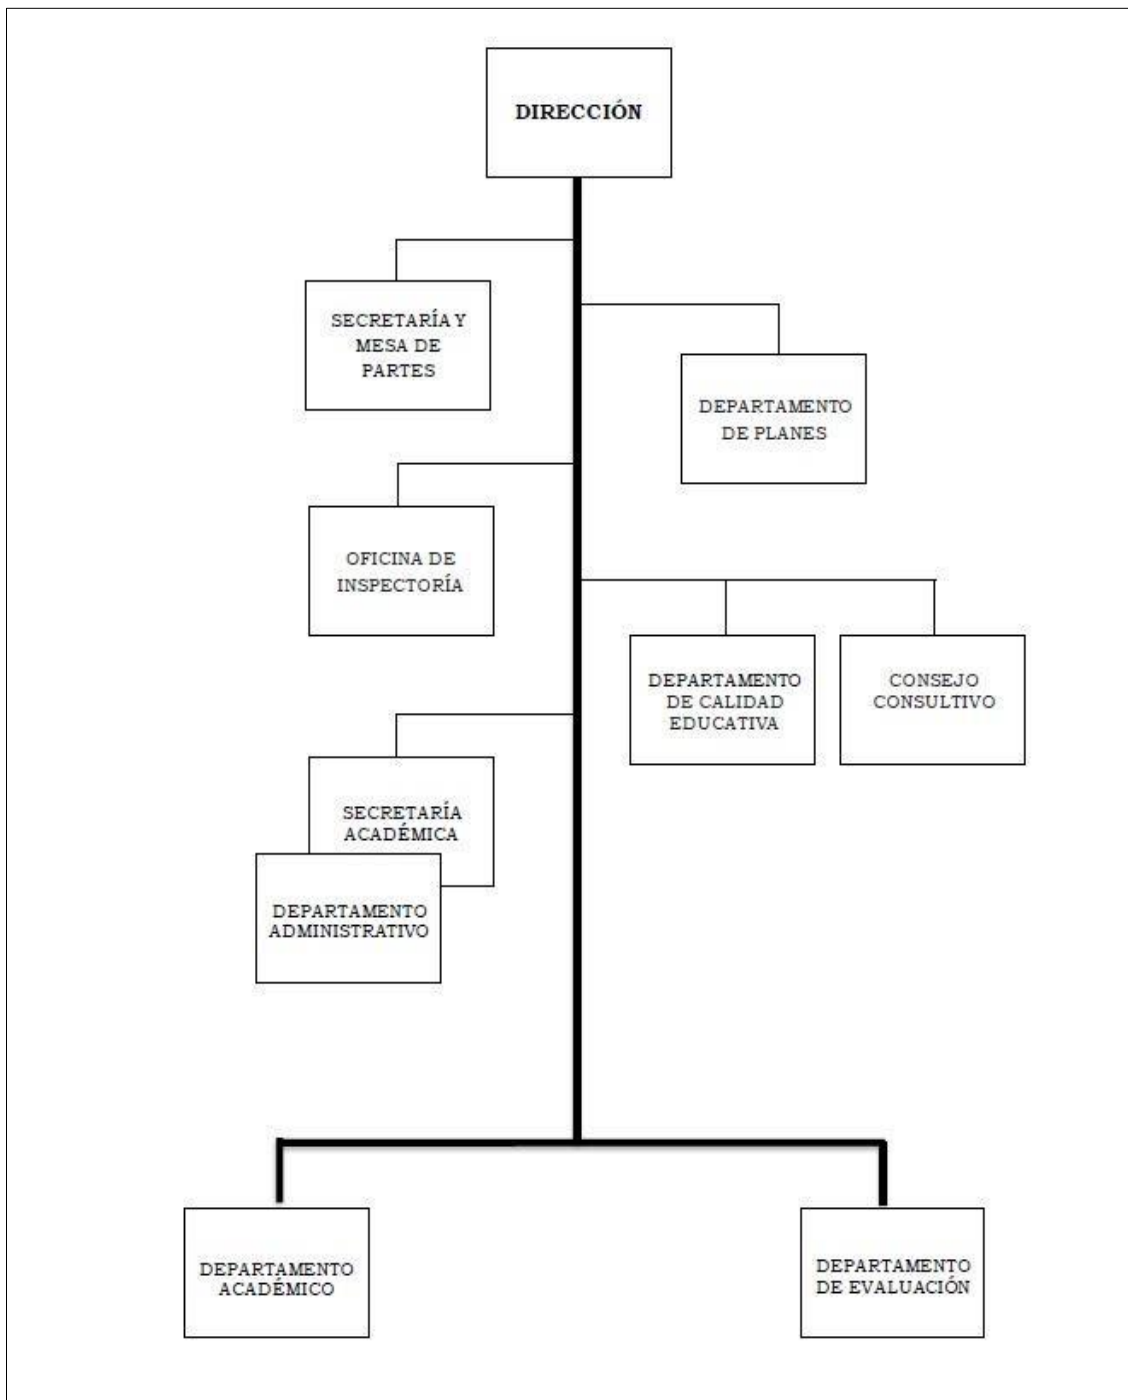 DIRECCIÓN
SECRETARÍA Y
MESA DE
PARTES
DEPARTAMENTO
DE PLANES
OFICINA DE
INSPECTORÍA
DEPARTAMENTO
DE CALIDAD
EDUCATIVA
CONSEJO
CONSULTIVO
SECRETARÍA
ACADÉMICA
DEPARTAMENTO
ADMINISTRATIVO
DEPARTAMENTO
ACADÉMICO
DEPARTAMENTO
DE EVALUACIÓN